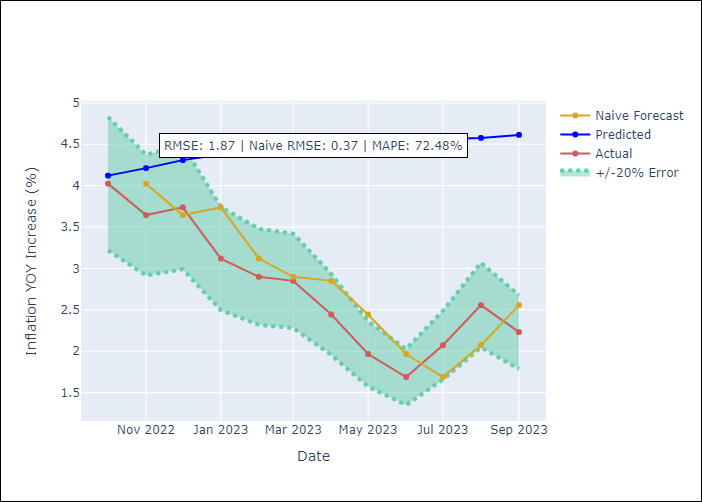 RMSE: 1.87 | Naive RMSE: 0.37 | MAPE: 72.48%
Naive Forecast
Predicted
Actual
+/-20% Error
Inflation YOY Increase (%)
5
4.5
4
3.5
3
2.5
2
1.5
Nov 2022
Jan 2023
Mar 2023
May 2023
Jul 2023
Sep 2023
Date